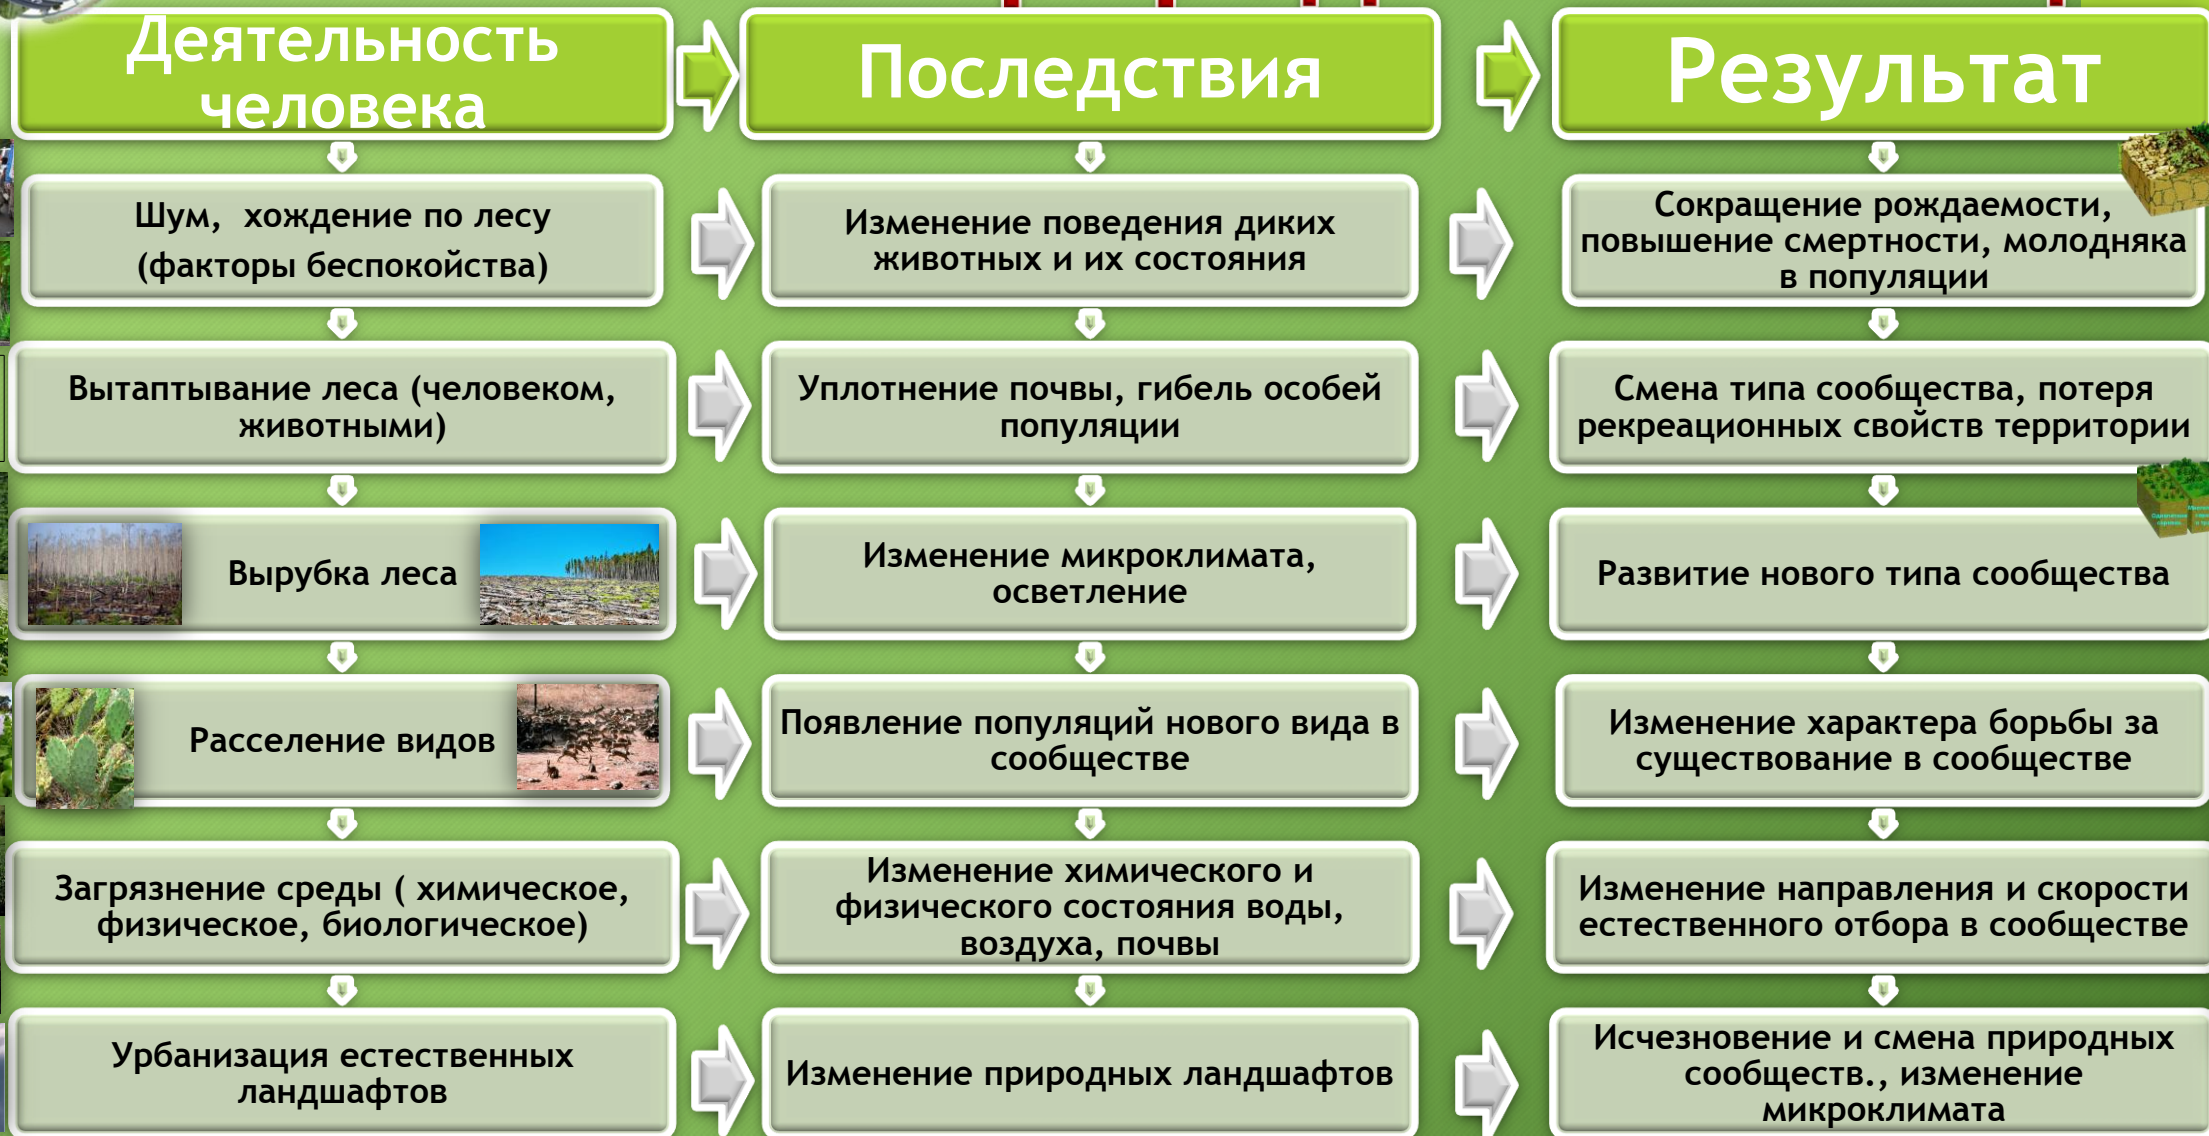 Деятельность
человека
Последствия
Результат
Шум, хождение по лесу
(факторы беспокойства)
Изменение поведения диких
животных и их состояния
Сокращение рождаемости,
повышение смертности, молодняка
в популяции
Вытаптывание леса (человеком,
животными)
Уплотнение почвы, гибель особей
популяции
Смена типа сообщества, потеря
рекреационных свойств территории
Вырубка леса
Изменение микроклимата,
осветление
Развитие нового типа сообщества
Расселение видов
Появление популяций нового вида в
сообществе
Изменение характера борьбы за
существование в сообществе
Загрязнение среды ( химическое,
физическое, биологическое)
Изменение химического и
физического состояния воды,
воздуха, почвы
Изменение направления и скорости
естественного отбора в сообществе
Урбанизация естественных
ландшафтов
Изменение природных ландшафтов
Исчезновение и смена природных
сообществ., изменение
микроклимата